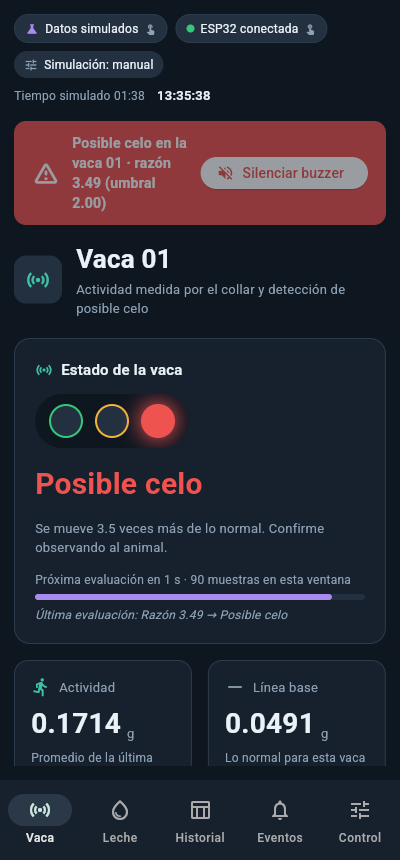 Datos simulados
ESP32 conectada
Simulación: manual
Tiempo simulado 01:38 13:35:38
Posible celo en la
vaca 01 · razón
3.49 (umbral
2.00)
Silenciar buzzer
Vaca 01
Actividad medida por el collar y detección de
posible celo
Estado de la vaca
Posible celo
Se mueve 3.5 veces más de lo normal. Confirme
observando al animal.
Próxima evaluación en 1 s · 90 muestras en esta ventana
Última evaluación: Razón 3.49 → Posible celo
Actividad
0.1714 g
Promedio de la última
Línea base
0.0491 g
Lo normal para esta vaca
Vaca
Leche
Historial
Eventos
Control